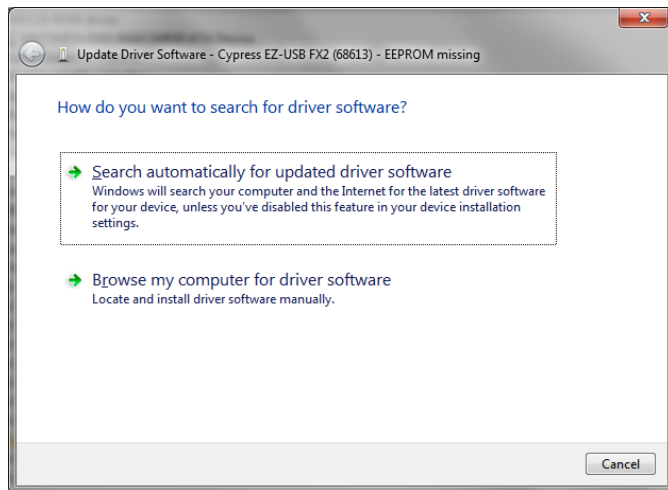 Update Driver Software - Cypress EZ-USB FX2 (68613) - EEPROM missing
How do you want to search for driver software?
Search automatically for updated driver software
Windows will search your computer and the Internet for the latest driver software
for your device, unless you've disabled this feature in your device installation
settings.
Browse my computer for driver software
Locate and install driver software manually.
Cancel